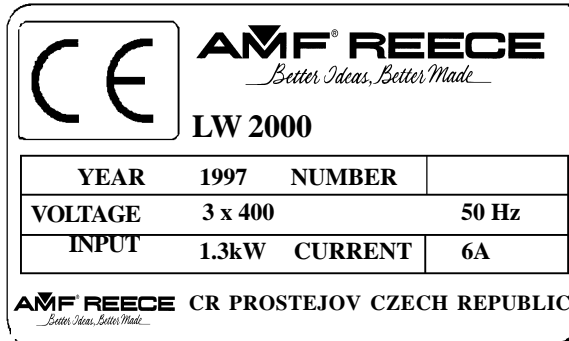 CE
AMF® REECE
Better Ideas, Better Made
LW 2000
YEAR 1997 NUMBER
VOLTAGE 3 x 400 50 Hz
INPUT 1.3kW CURRENT 6A
AMF® REECE CR PROSTEJOV CZECH REPUBLIC
Better Ideas, Better Made